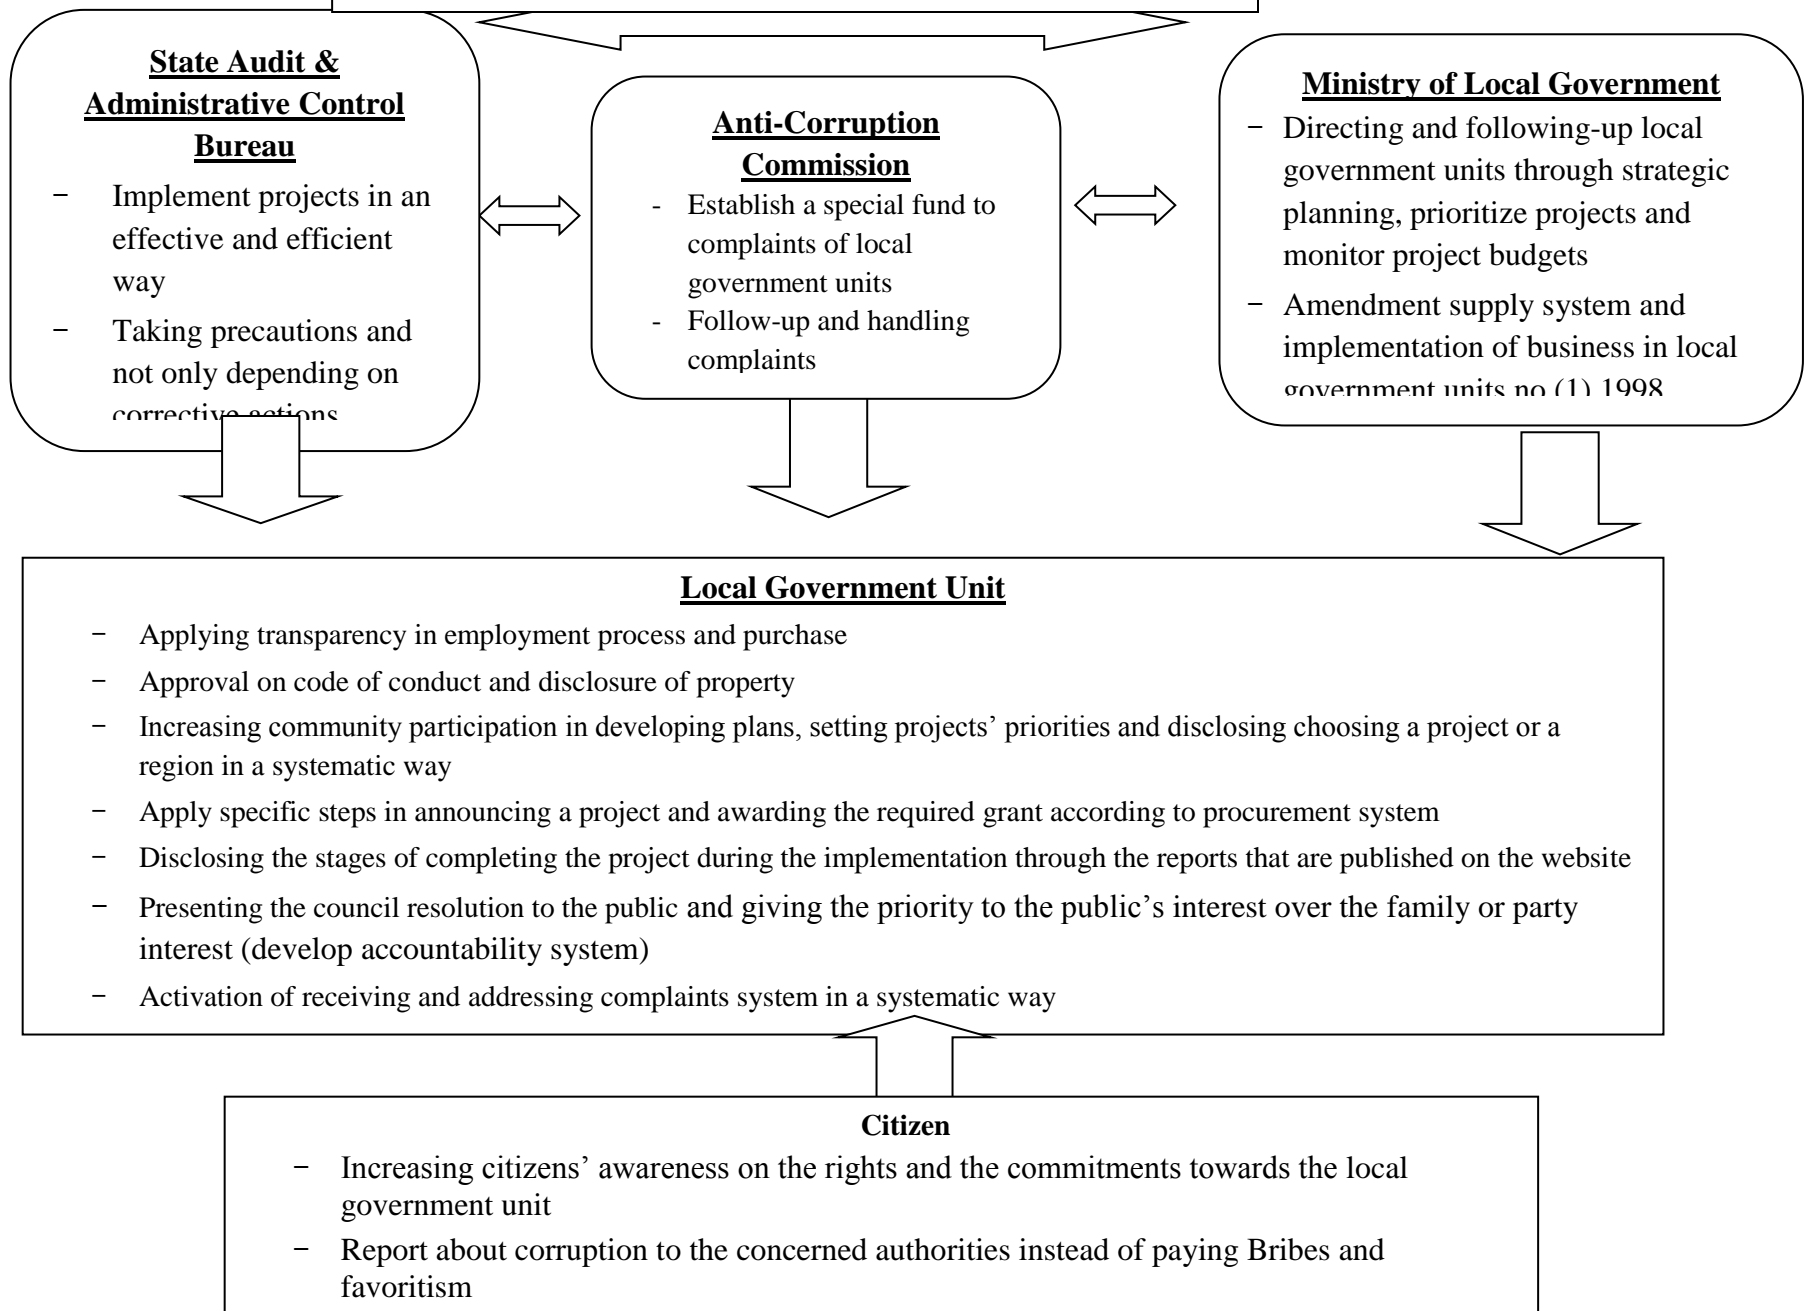 State Audit &
Administrative Control
Bureau
− Implement projects in an
effective and efficient
way
− Taking precautions and
not only depending on
corrective actions
Anti-Corruption
Commission
- Establish a special fund to
complaints of local
government units
- Follow-up and handling
complaints
Ministry of Local Government
− Directing and following-up local
government units through strategic
planning, prioritize projects and
monitor project budgets
− Amendment supply system and
implementation of business in local
government units no (1) 1998
Local Government Unit
− Applying transparency in employment process and purchase
− Approval on code of conduct and disclosure of property
− Increasing community participation in developing plans, setting projects’ priorities and disclosing choosing a project or a
region in a systematic way
− Apply specific steps in announcing a project and awarding the required grant according to procurement system
− Disclosing the stages of completing the project during the implementation through the reports that are published on the website
− Presenting the council resolution to the public and giving the priority to the public’s interest over the family or party
interest (develop accountability system)
− Activation of receiving and addressing complaints system in a systematic way
Citizen
− Increasing citizens’ awareness on the rights and the commitments towards the local
government unit
− Report about corruption to the concerned authorities instead of paying Bribes and
favoritism